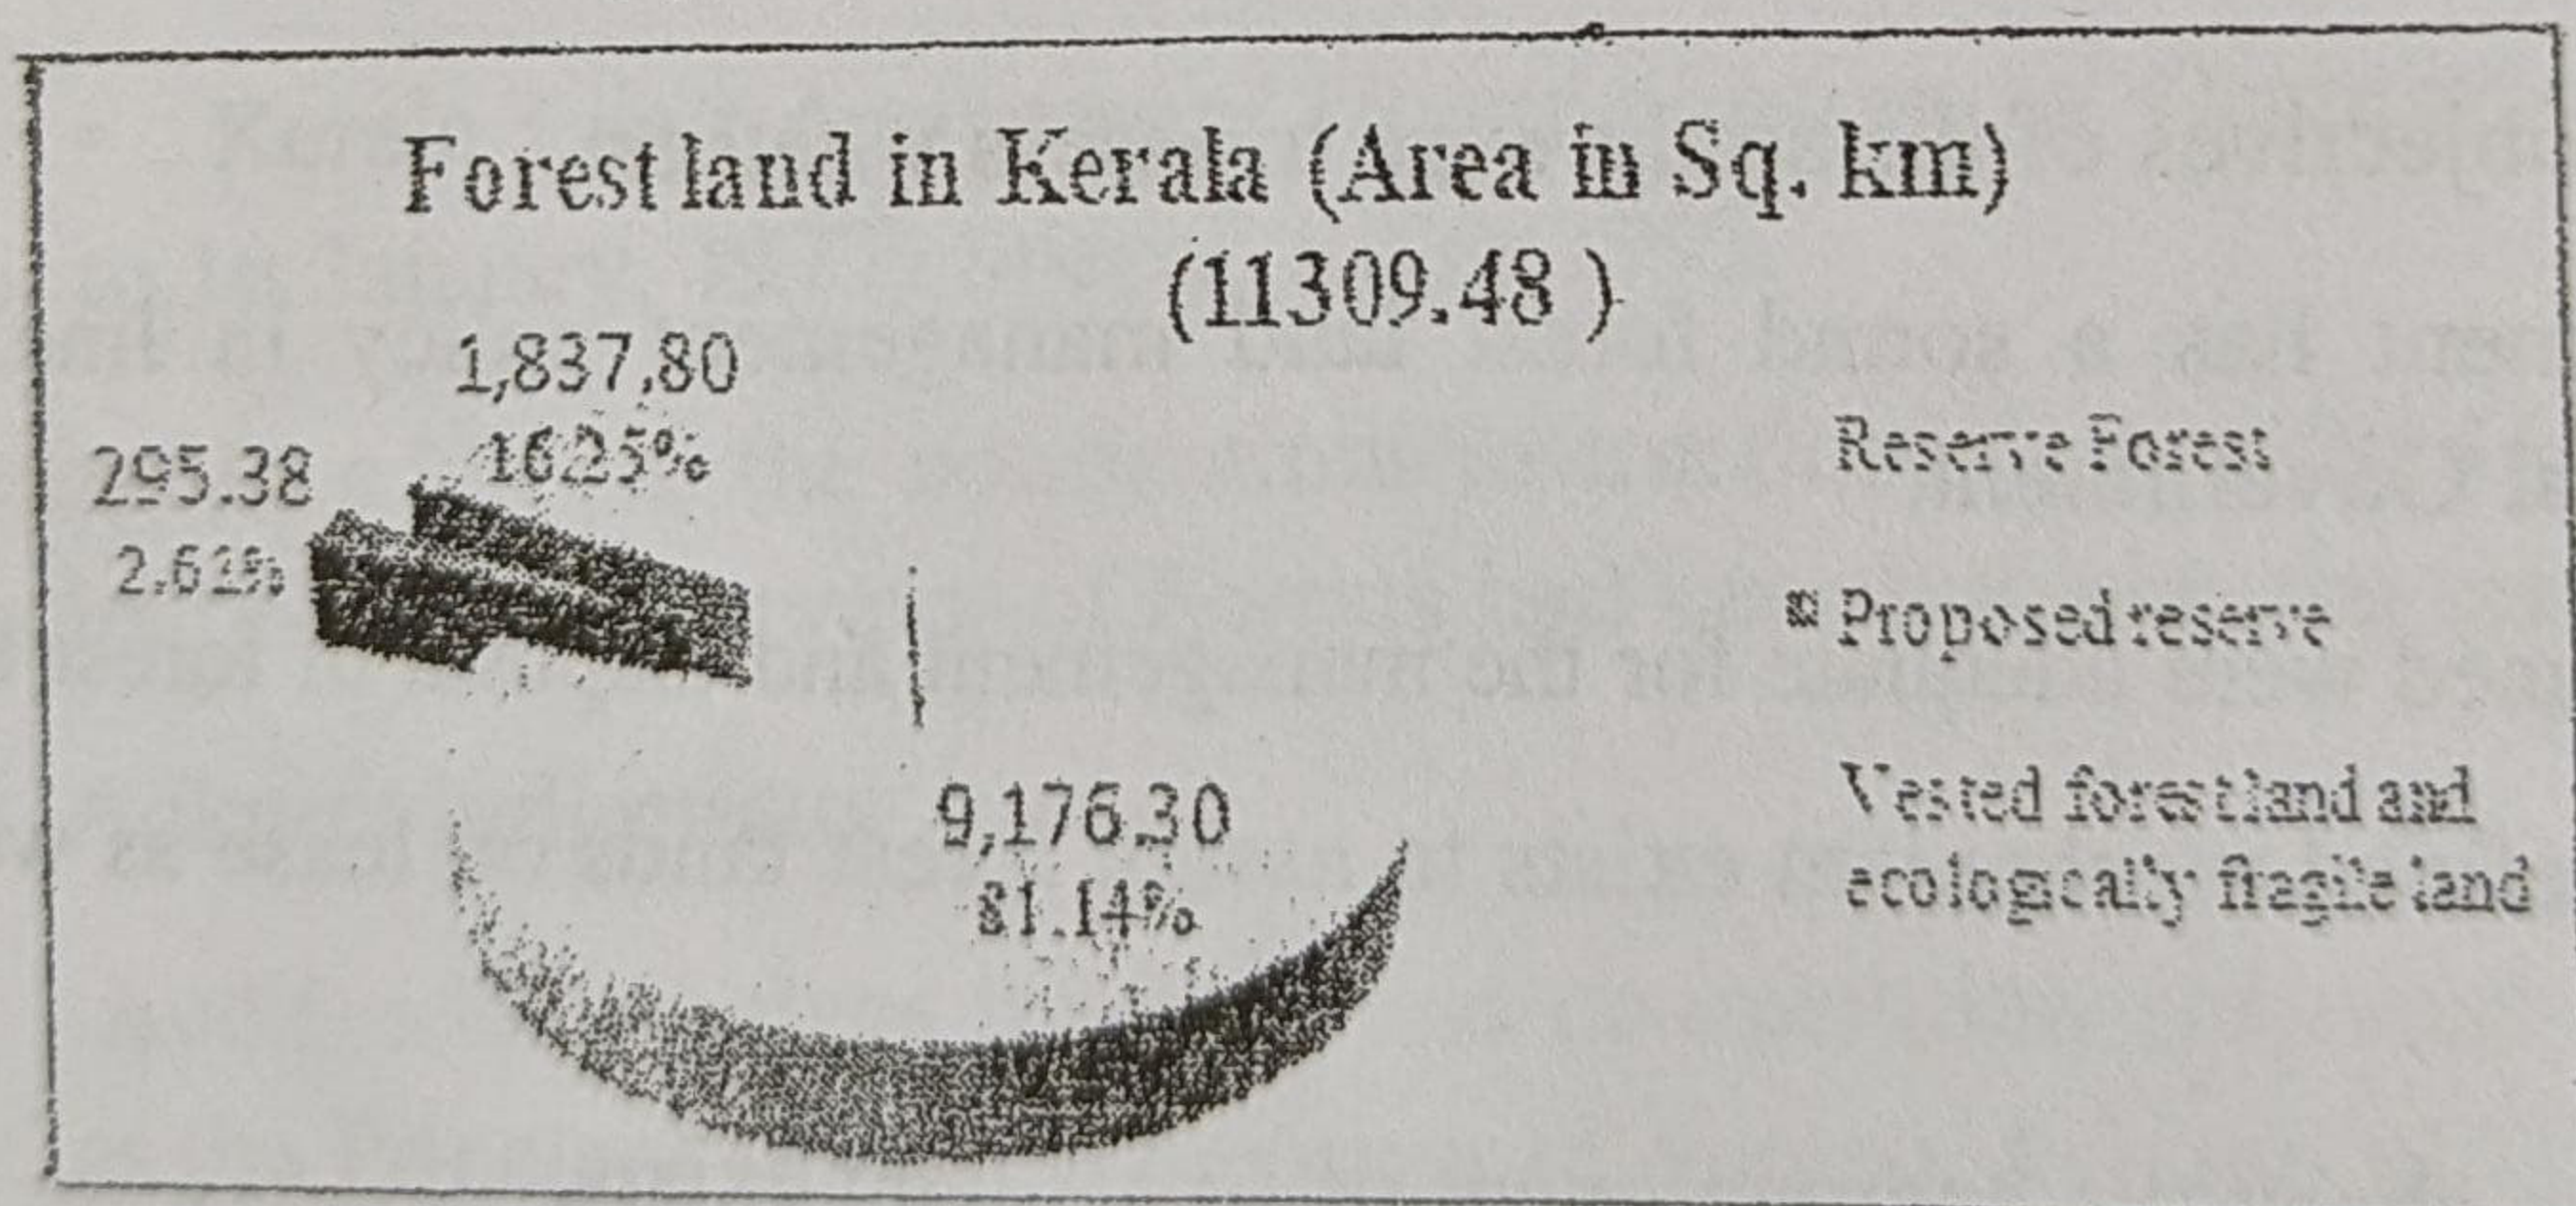 Forest land in Kerala (Area in Sq. km)
(11309.48 )
1,837.80
16.25%
295.38
2.61%
9,176.30
81.14%
Reserve Forest
Proposed reserve
Vested forest land and
ecologically fragile land